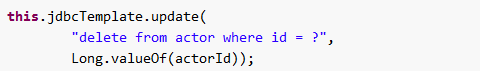 this.jdbcTemplate.update(
"delete from actor where id = ?",
Long.valueOf(actorId));